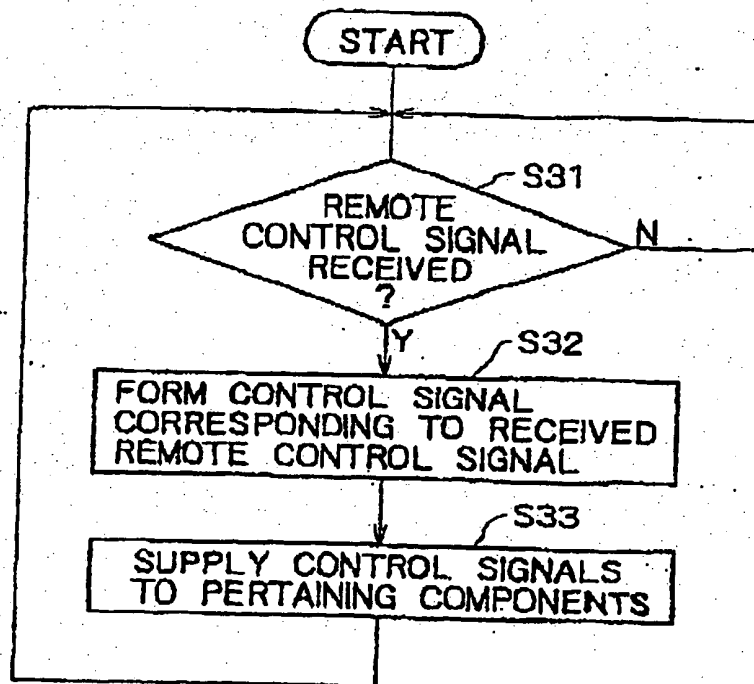 START
S31
REMOTE
CONTROL SIGNAL
RECEIVED
?
N
Y
S32
FORM CONTROL SIGNAL
CORRESPONDING TO RECEIVED
REMOTE CONTROL SIGNAL
S33
SUPPLY CONTROL SIGNALS
TO PERTAINING COMPONENTS